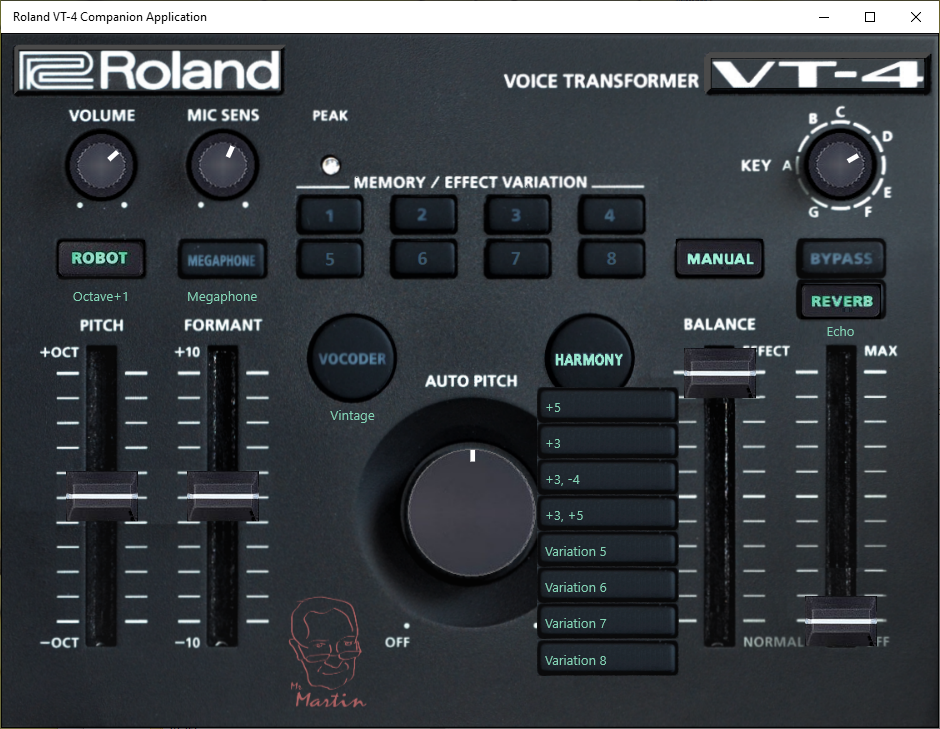 Roland VT-4 Companion Application
Roland
VOICE TRANSFORMER VT-4
VOLUME
MIC SENS
PEAK
MEMORY / EFFECT VARIATION
1 2 3 4
5 6 7 8
KEY A B C D E F G
ROBOT
Octave+1
MEGAPHONE
Megaphone
MANUAL
BYPASS
REVERB
Echo
PITCH
+OCT
−OCT
FORMANT
+10
−10
VOCODER
Vintage
AUTO PITCH
OFF
HARMONY
+5
+3
+3, -4
+3, +5
Variation 5
Variation 6
Variation 7
Variation 8
BALANCE
EFFECT
NORMAL
MAX
FF
Mc
Martin